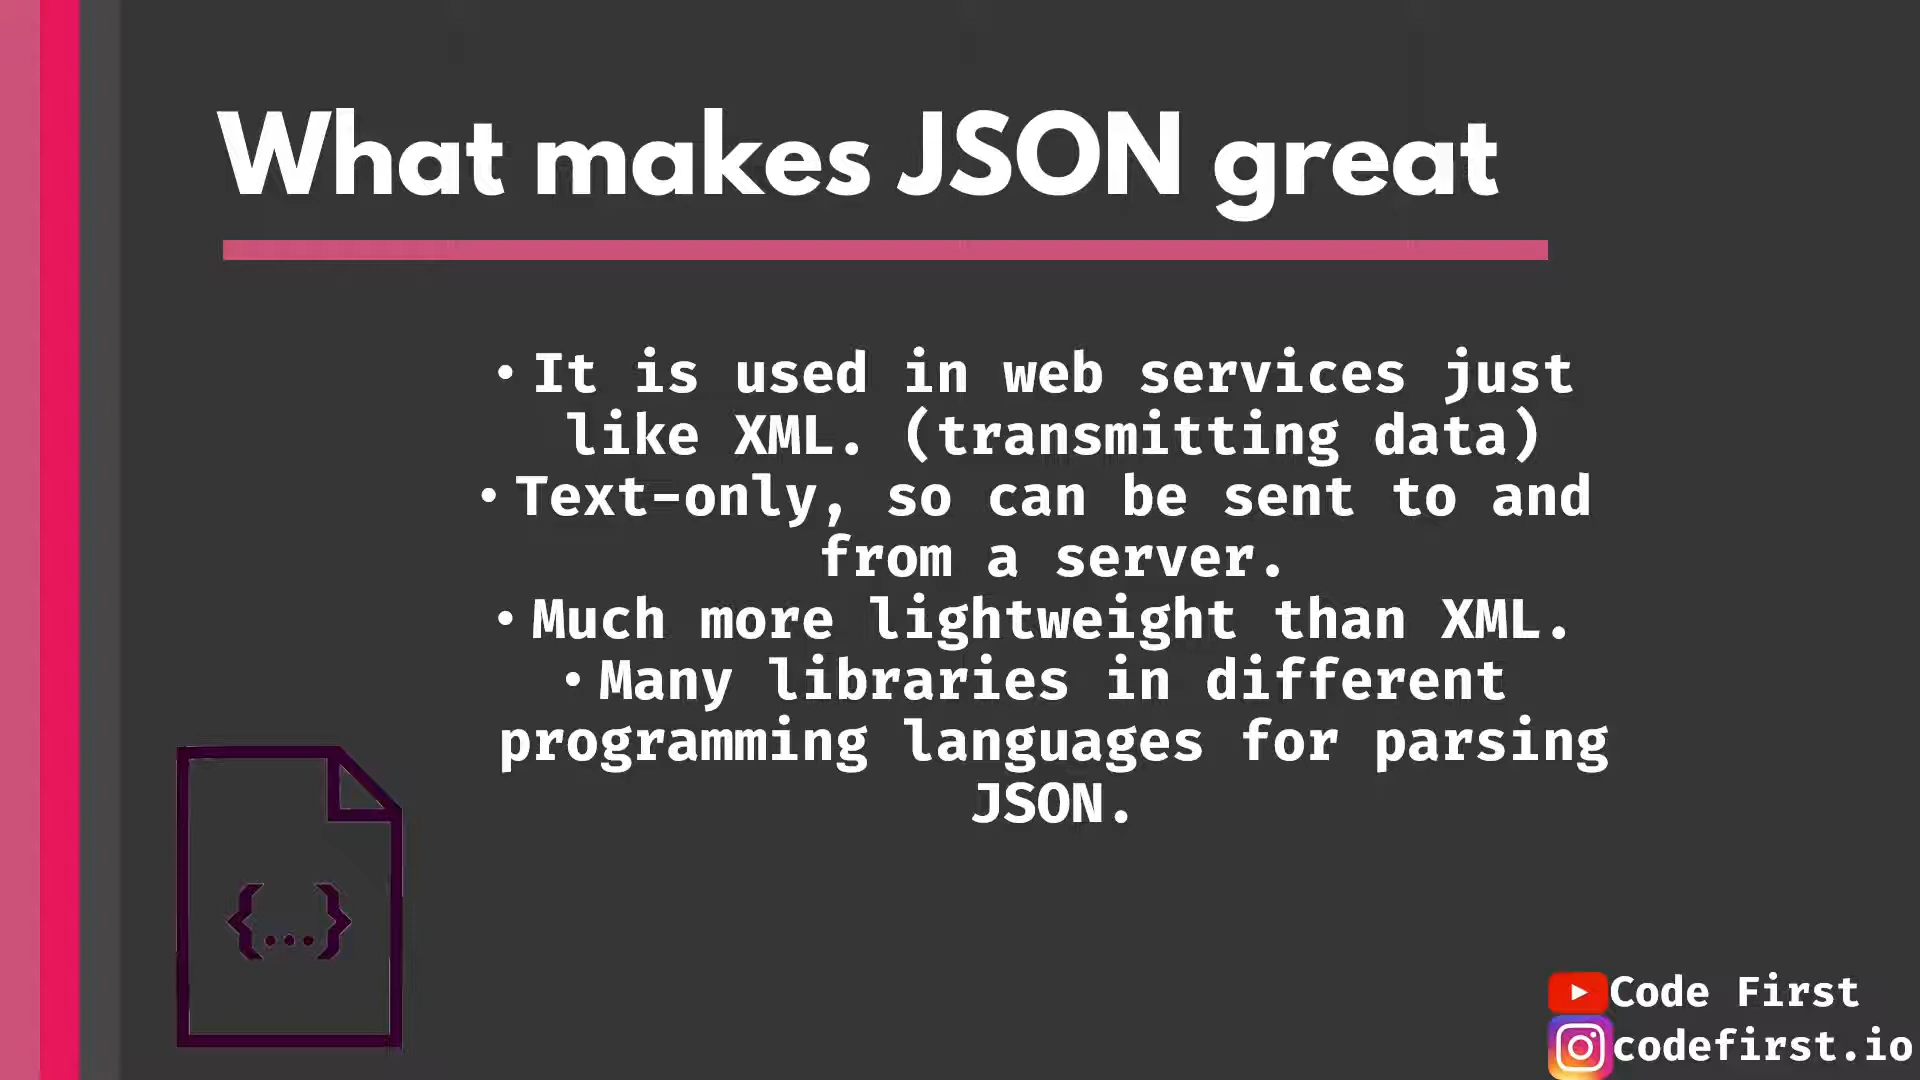 What makes JSON great
• It is used in web services just
like XML. (transmitting data)
• Text-only, so can be sent to and
from a server.
• Much more lightweight than XML.
• Many libraries in different
programming languages for parsing
JSON.
{...}
Code First
codefirst.io